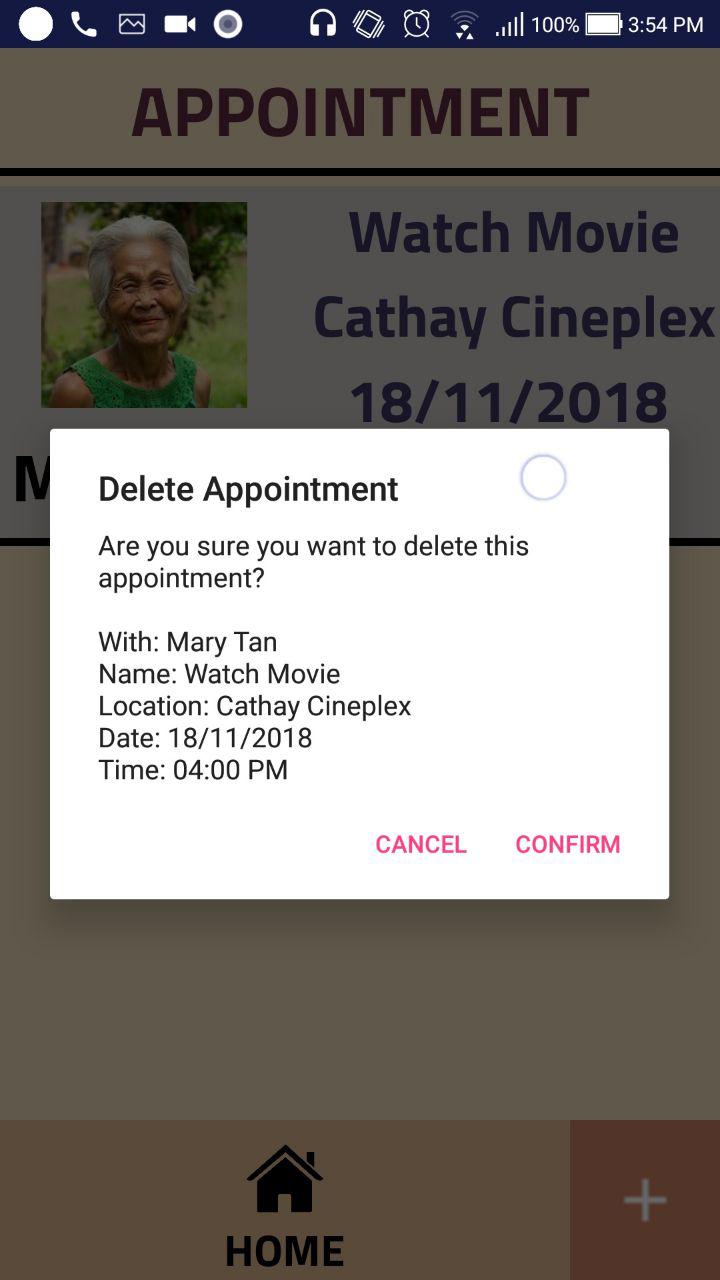 100% 3:54 PM
APPOINTMENT
Watch Movie
Cathay Cineplex
18/11/2018
M
Delete Appointment
Are you sure you want to delete this
appointment?
With: Mary Tan
Name: Watch Movie
Location: Cathay Cineplex
Date: 18/11/2018
Time: 04:00 PM
CANCEL CONFIRM
HOME